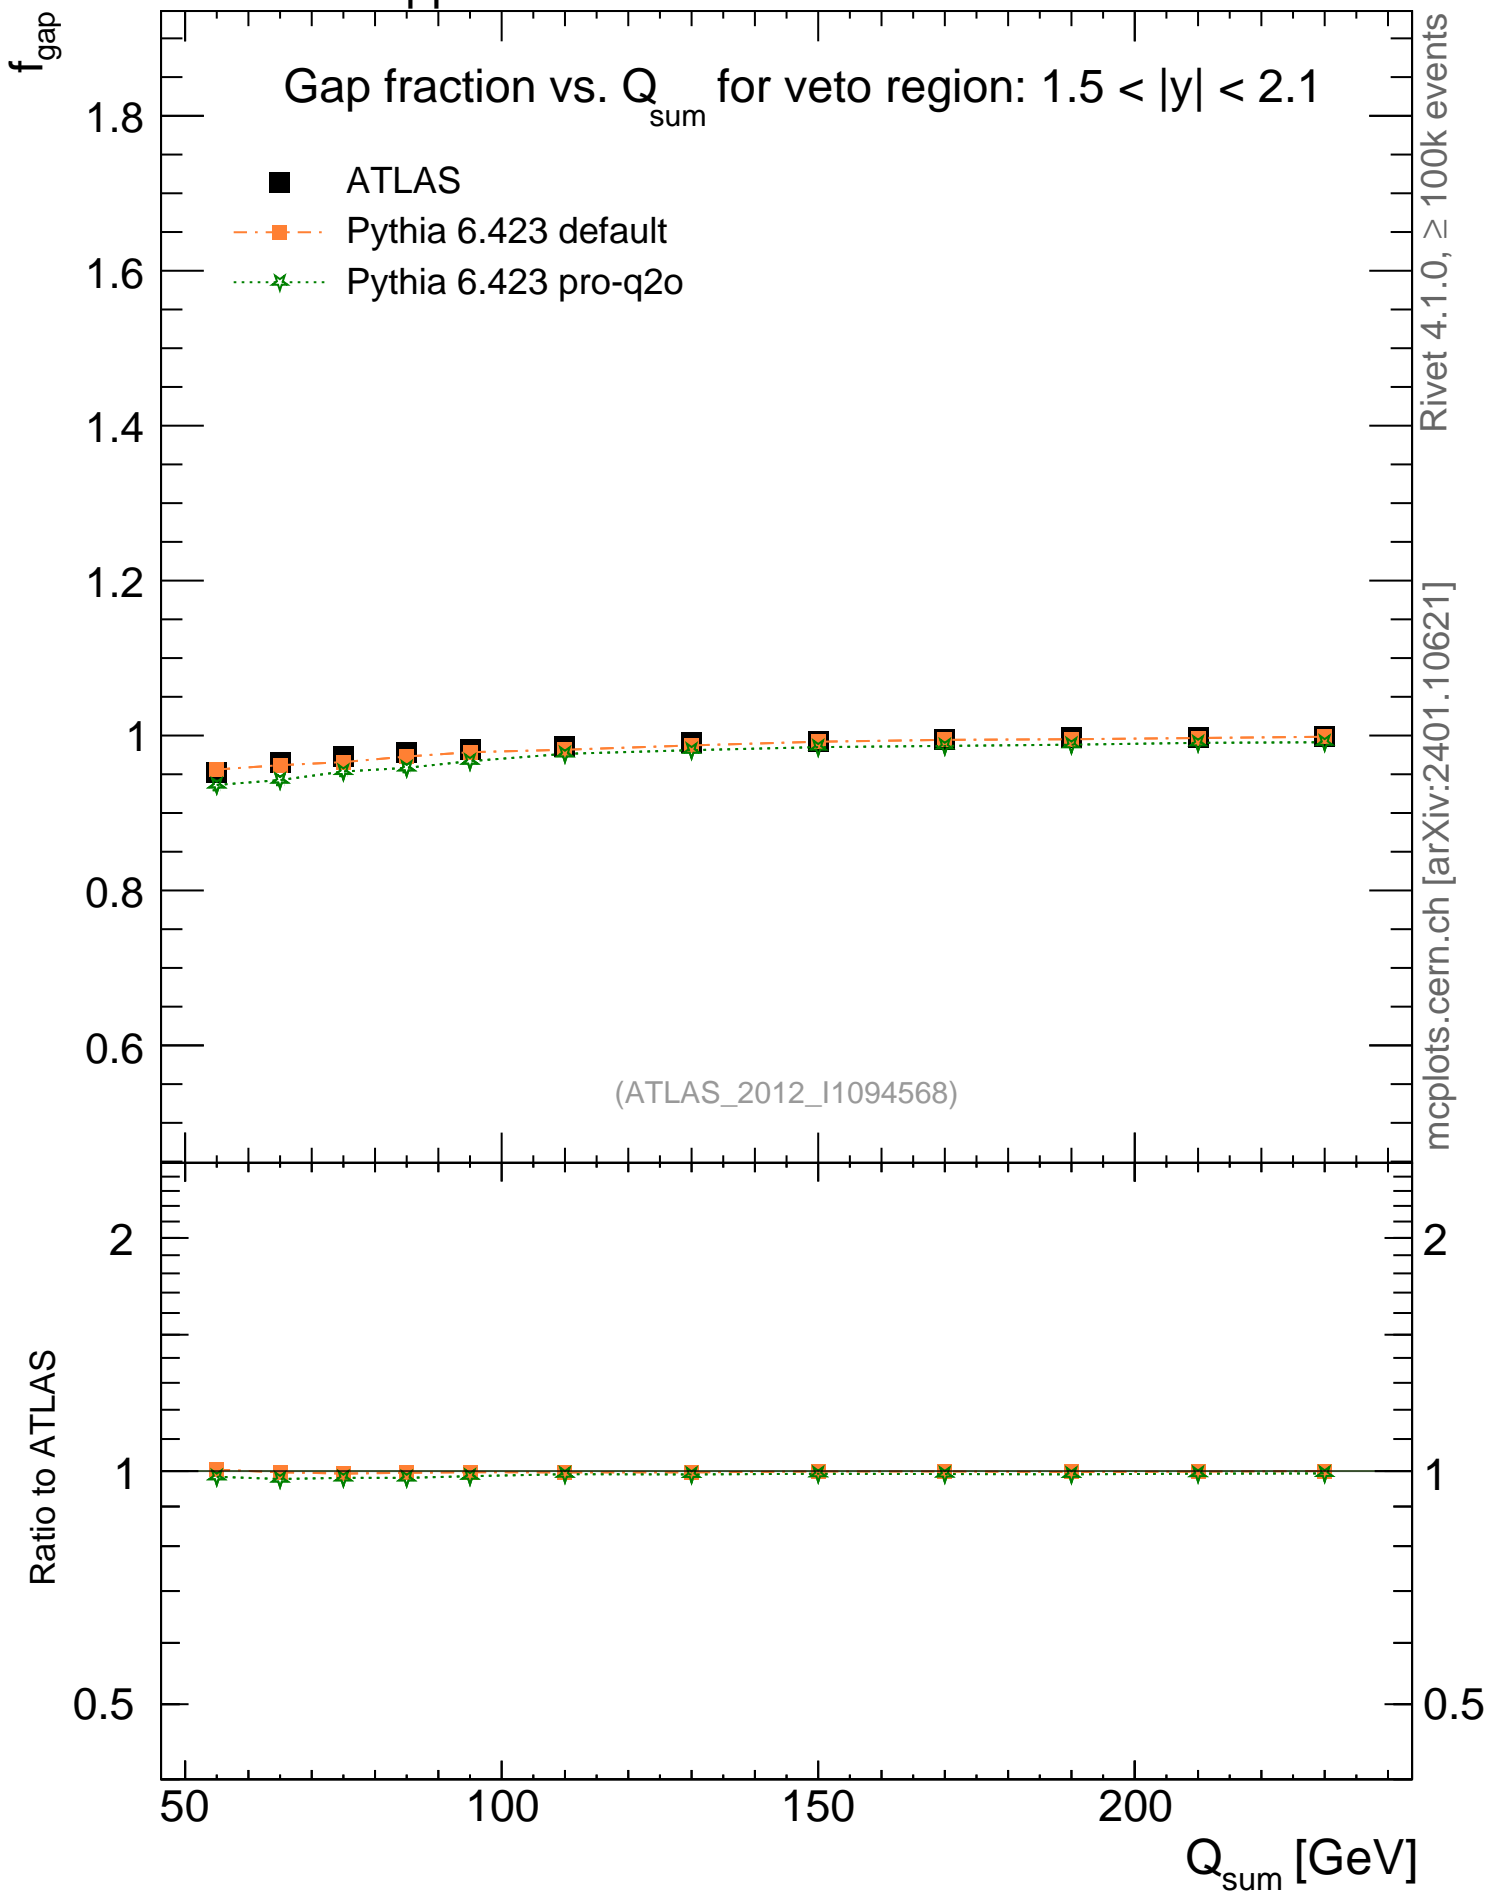 f_gap
Gap fraction vs. Q_sum for veto region: 1.5 < |y| < 2.1
ATLAS
Pythia 6.423 default
Pythia 6.423 pro-q2o
1.8
1.6
1.4
1.2
1
0.8
0.6
(ATLAS_2012_I1094568)
Rivet 4.1.0, ≥ 100k events
mcplots.cern.ch [arXiv:2401.10621]
Ratio to ATLAS
2
1
0.5
2
1
0.5
50
100
150
200
Q_sum [GeV]